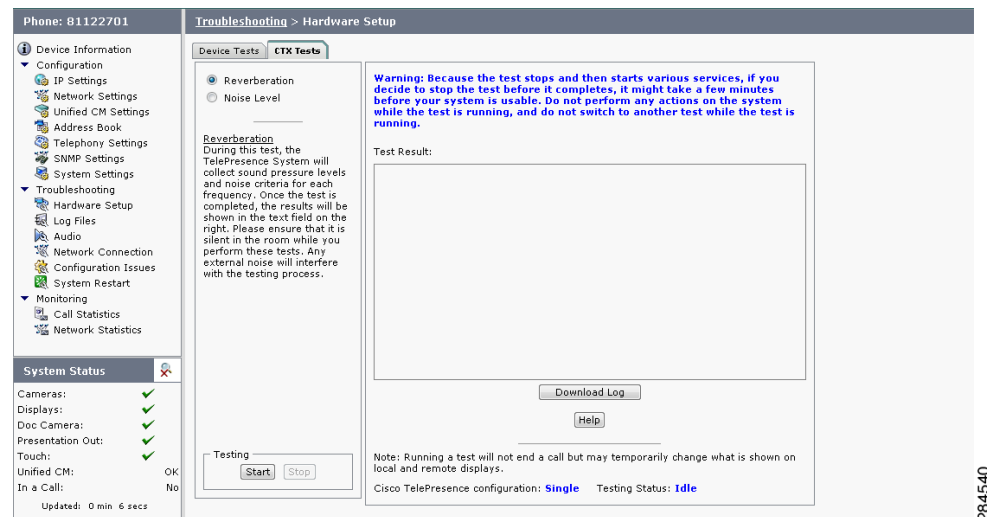 Phone: 81122701
Troubleshooting > Hardware Setup
Device Information
Configuration
IP Settings
Network Settings
Unified CM Settings
Address Book
Telephony Settings
SNMP Settings
System Settings
Troubleshooting
Hardware Setup
Log Files
Audio
Network Connection
Configuration Issues
System Restart
Monitoring
Call Statistics
Network Statistics
System Status
Cameras:
Displays:
Doc Camera:
Presentation Out:
Touch:
Unified CM: OK
In a Call: No
Updated: 0 min 6 secs
Device Tests
CTX Tests
Reverberation
Noise Level
Reverberation
During this test, the
TelePresence System will
collect sound pressure levels
and noise criteria for each
frequency. Once the test is
completed, the results will be
shown in the text field on the
right. Please ensure that it is
silent in the room while you
perform these tests. Any
external noise will interfere
with the testing process.
Testing
Start Stop
Warning: Because the test stops and then starts various services, if you
decide to stop the test before it completes, it might take a few minutes
before your system is usable. Do not perform any actions on the system
while the test is running, and do not switch to another test while the test is
running.
Test Result:
Download Log
Help
Note: Running a test will not end a call but may temporarily change what is shown on
local and remote displays.
Cisco TelePresence configuration: Single Testing Status: Idle
284540